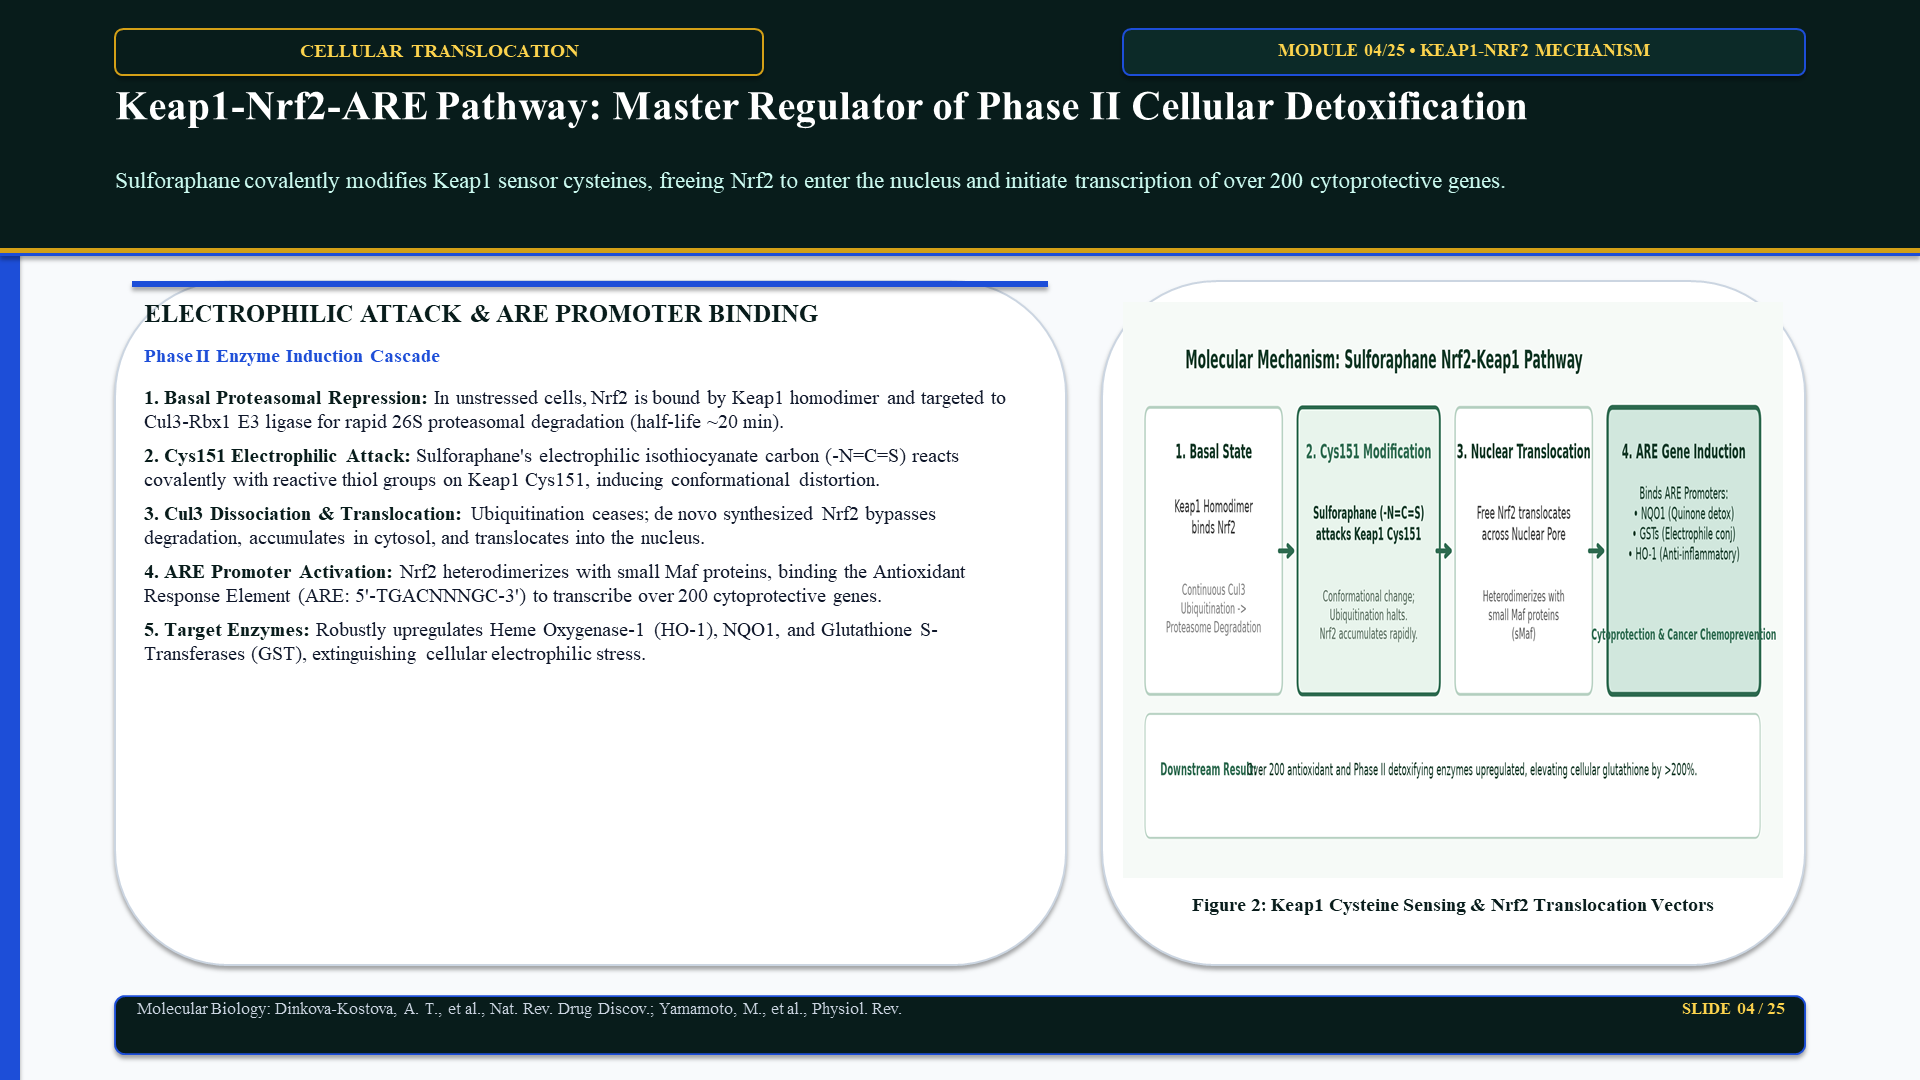 CELLULAR TRANSLOCATION
MODULE 04/25 • KEAP1-NRF2 MECHANISM
Keap1-Nrf2-ARE Pathway: Master Regulator of Phase II Cellular Detoxification
Sulforaphane covalently modifies Keap1 sensor cysteines, freeing Nrf2 to enter the nucleus and initiate transcription of over 200 cytoprotective genes.
ELECTROPHILIC ATTACK & ARE PROMOTER BINDING
Phase II Enzyme Induction Cascade
1. Basal Proteasomal Repression: In unstressed cells, Nrf2 is bound by Keap1 homodimer and targeted to
Cul3-Rbx1 E3 ligase for rapid 26S proteasomal degradation (half-life ~20 min).
2. Cys151 Electrophilic Attack: Sulforaphane's electrophilic isothiocyanate carbon (-N=C=S) reacts
covalently with reactive thiol groups on Keap1 Cys151, inducing conformational distortion.
3. Cul3 Dissociation & Translocation: Ubiquitination ceases; de novo synthesized Nrf2 bypasses
degradation, accumulates in cytosol, and translocates into the nucleus.
4. ARE Promoter Activation: Nrf2 heterodimerizes with small Maf proteins, binding the Antioxidant
Response Element (ARE: 5'-TGACNNNGC-3') to transcribe over 200 cytoprotective genes.
5. Target Enzymes: Robustly upregulates Heme Oxygenase-1 (HO-1), NQO1, and Glutathione S-
Transferases (GST), extinguishing cellular electrophilic stress.
Molecular Mechanism: Sulforaphane Nrf2-Keap1 Pathway
1. Basal State
Keap1 Homodimer
binds Nrf2
Continuous Cul3
Ubiquitination ->
Proteasome Degradation
2. Cys151 Modification
Sulforaphane (-N=C=S)
attacks Keap1 Cys151
Conformational change;
Ubiquitination halts.
Nrf2 accumulates rapidly.
3. Nuclear Translocation
Free Nrf2 translocates
across Nuclear Pore
Heterodimerizes with
small Maf proteins
(sMaf)
4. ARE Gene Induction
Binds ARE Promoters:
• NQO1 (Quinone detox)
• GSTs (Electrophile conj)
• HO-1 (Anti-inflammatory)
Cytoprotection & Cancer Chemoprevention
Downstream Result: Over 200 antioxidant and Phase II detoxifying enzymes upregulated, elevating cellular glutathione by >200%.
Figure 2: Keap1 Cysteine Sensing & Nrf2 Translocation Vectors
Molecular Biology: Dinkova-Kostova, A. T., et al., Nat. Rev. Drug Discov.; Yamamoto, M., et al., Physiol. Rev.
SLIDE 04 / 25